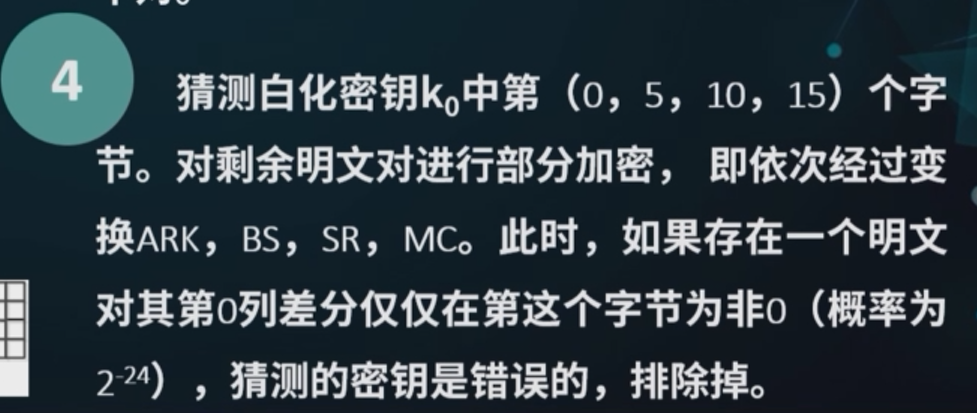 4
猜测白化密钥k₀中第（0，5，10，15）个字
节。对剩余明文对进行部分加密， 即依次经过变
换ARK，BS，SR，MC。此时，如果存在一个明文
对其第0列差分仅仅在第这个字节为非0（概率为
2⁻²⁴），猜测的密钥是错误的，排除掉。